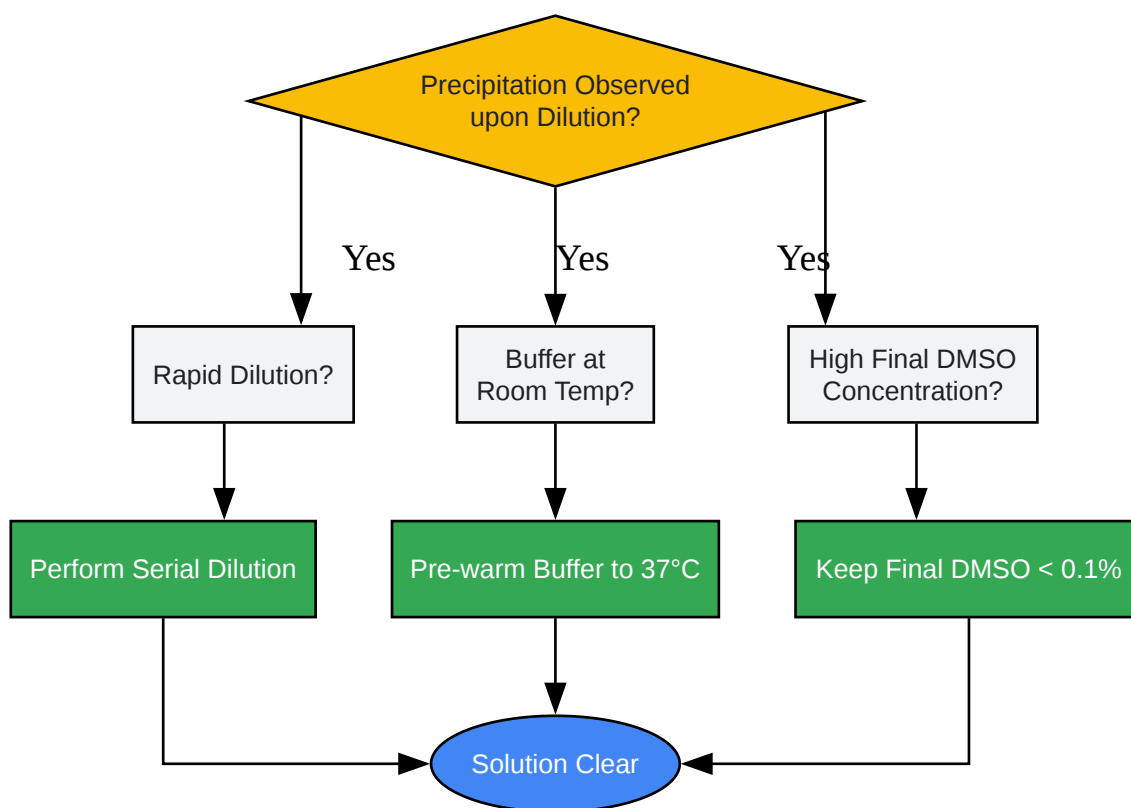 Precipitation Observed
upon Dilution?
Yes
Yes
Yes
Rapid Dilution?
Buffer at
Room Temp?
High Final DMSO
Concentration?
Perform Serial Dilution
Pre-warm Buffer to 37°C
Keep Final DMSO < 0.1%
Solution Clear